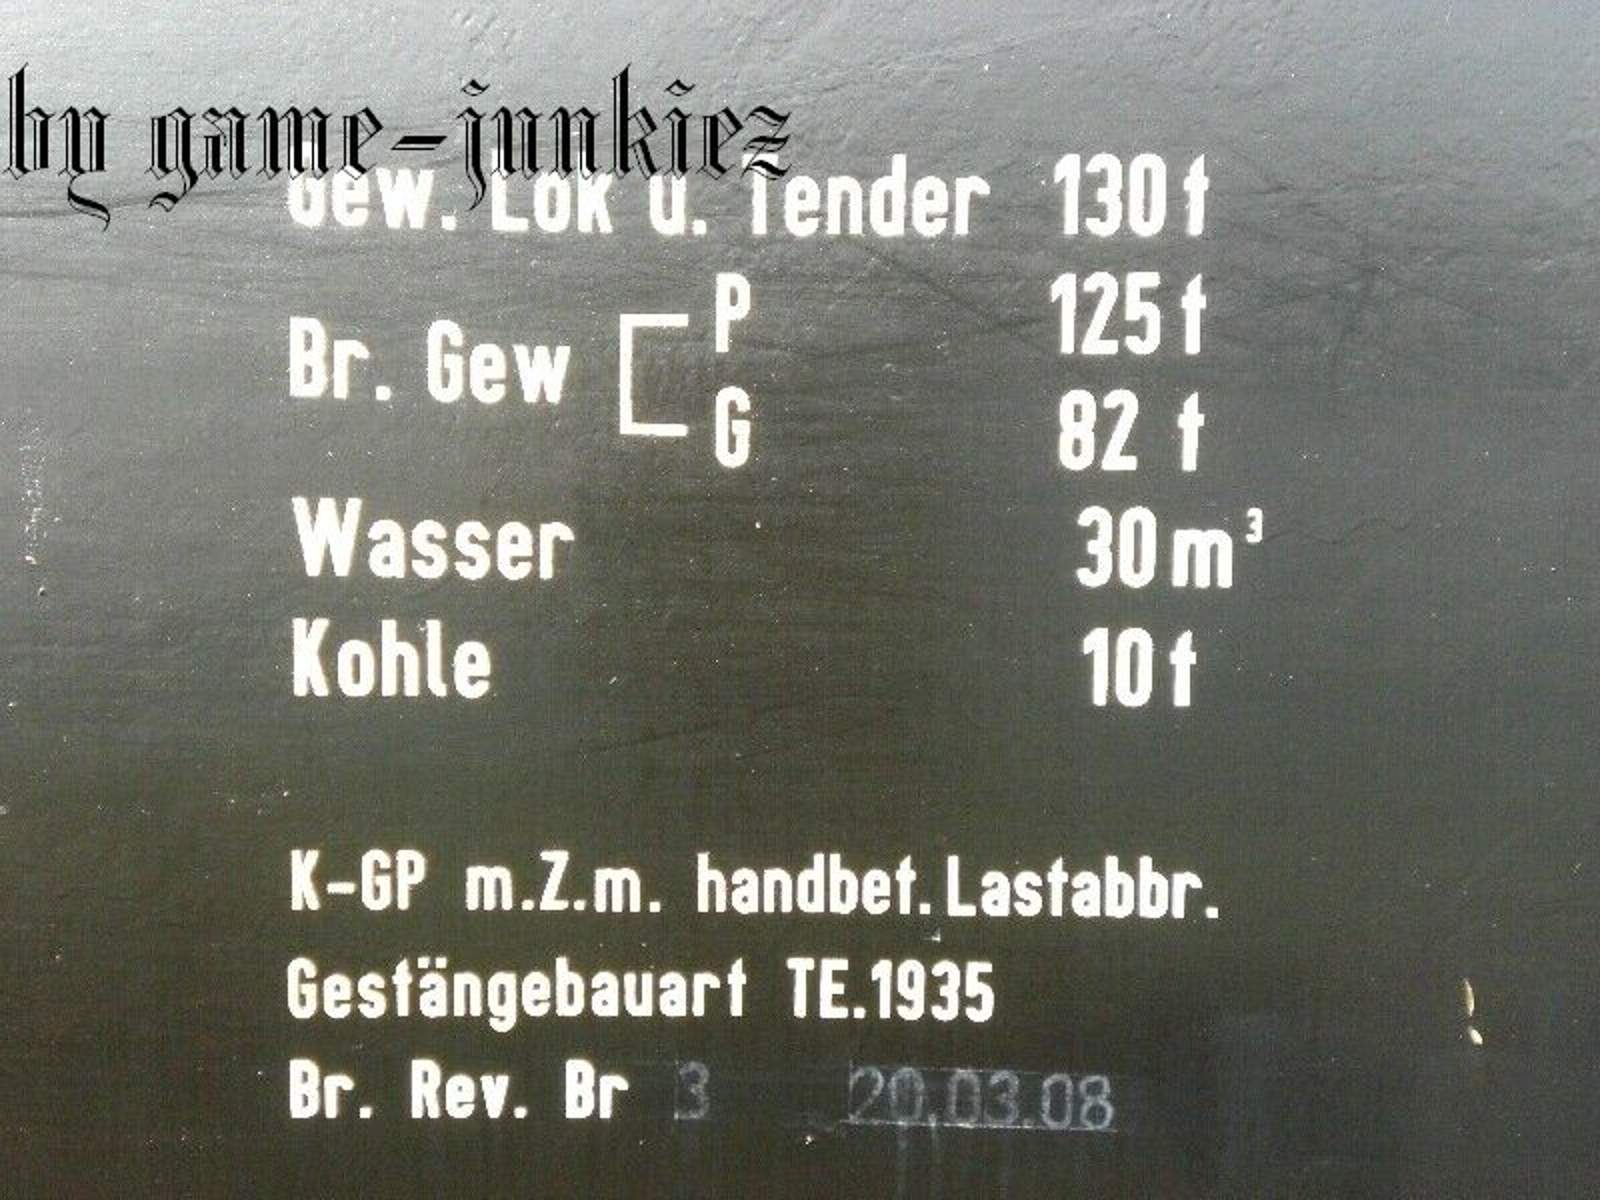 by game-junkiez
Gew. Lok u. Tender 130 t
P 125 t
Br. Gew
G 82 t
Wasser 30 m³
Kohle 10 t
K-GP m.Z.m. handbet. Lastabbr.
Gestängebauart TE.1935
Br. Rev. Br 3 20.03.08